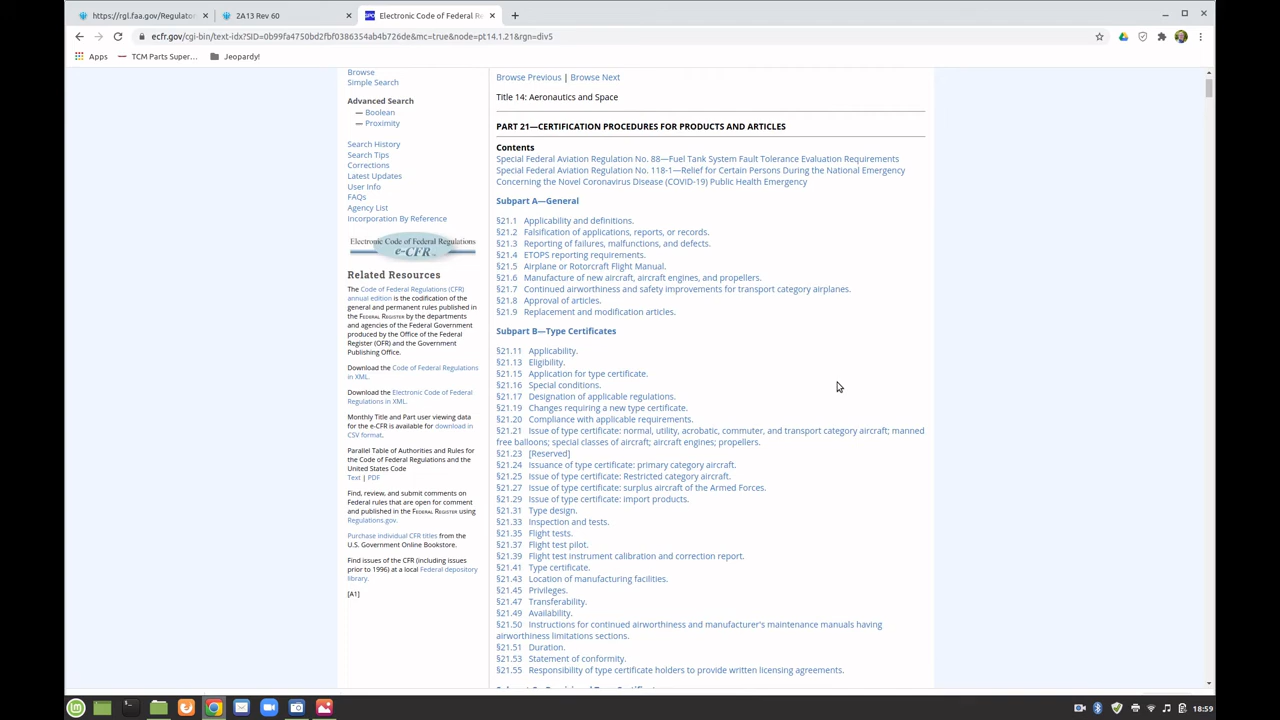 https://rgl.faa.gov/Regulator
2A13 Rev 60
Electronic Code of Federal Re
ecfr.gov/cgi-bin/text-idx?SID=0b99fa4750bd2fbf0386354ab4b726de&mc=true&node=pt14.1.21&rgn=div5
Apps
TCM Parts Super...
Jeopardy!
Browse
Simple Search
Advanced Search
— Boolean
— Proximity
Search History
Search Tips
Corrections
Latest Updates
User Info
FAQs
Agency List
Incorporation By Reference
Electronic Code of Federal Regulations
e-CFR
Related Resources
The Code of Federal Regulations (CFR)
annual edition is the codification of the
general and permanent rules published in
the Federal Register by the departments
and agencies of the Federal Government
produced by the Office of the Federal
Register (OFR) and the Government
Publishing Office.
Download the Code of Federal Regulations
in XML.
Download the Electronic Code of Federal
Regulations in XML.
Monthly Title and Part user viewing data
for the e-CFR is available for download in
CSV format.
Parallel Table of Authorities and Rules for
the Code of Federal Regulations and the
United States Code
Text | PDF
Find, review, and submit comments on
Federal rules that are open for comment
and published in the Federal Register using
Regulations.gov.
Purchase individual CFR titles from the
U.S. Government Online Bookstore.
Find issues of the CFR (including issues
prior to 1996) at a local Federal depository
library.
[A1]
Browse Previous | Browse Next
Title 14: Aeronautics and Space
PART 21—CERTIFICATION PROCEDURES FOR PRODUCTS AND ARTICLES
Contents
Special Federal Aviation Regulation No. 88—Fuel Tank System Fault Tolerance Evaluation Requirements
Special Federal Aviation Regulation No. 118-1—Relief for Certain Persons During the National Emergency
Concerning the Novel Coronavirus Disease (COVID-19) Public Health Emergency
Subpart A—General
§21.1 Applicability and definitions.
§21.2 Falsification of applications, reports, or records.
§21.3 Reporting of failures, malfunctions, and defects.
§21.4 ETOPS reporting requirements.
§21.5 Airplane or Rotorcraft Flight Manual.
§21.6 Manufacture of new aircraft, aircraft engines, and propellers.
§21.7 Continued airworthiness and safety improvements for transport category airplanes.
§21.8 Approval of articles.
§21.9 Replacement and modification articles.
Subpart B—Type Certificates
§21.11 Applicability.
§21.13 Eligibility.
§21.15 Application for type certificate.
§21.16 Special conditions.
§21.17 Designation of applicable regulations.
§21.19 Changes requiring a new type certificate.
§21.20 Compliance with applicable requirements.
§21.21 Issue of type certificate: normal, utility, acrobatic, commuter, and transport category aircraft; manned
free balloons; special classes of aircraft; aircraft engines; propellers.
§21.23 [Reserved]
§21.24 Issuance of type certificate: primary category aircraft.
§21.25 Issue of type certificate: Restricted category aircraft.
§21.27 Issue of type certificate: surplus aircraft of the Armed Forces.
§21.29 Issue of type certificate: import products.
§21.31 Type design.
§21.33 Inspection and tests.
§21.35 Flight tests.
§21.37 Flight test pilot.
§21.39 Flight test instrument calibration and correction report.
§21.41 Type certificate.
§21.43 Location of manufacturing facilities.
§21.45 Privileges.
§21.47 Transferability.
§21.49 Availability.
§21.50 Instructions for continued airworthiness and manufacturer's maintenance manuals having
airworthiness limitations sections.
§21.51 Duration.
§21.53 Statement of conformity.
§21.55 Responsibility of type certificate holders to provide written licensing agreements.
18:59